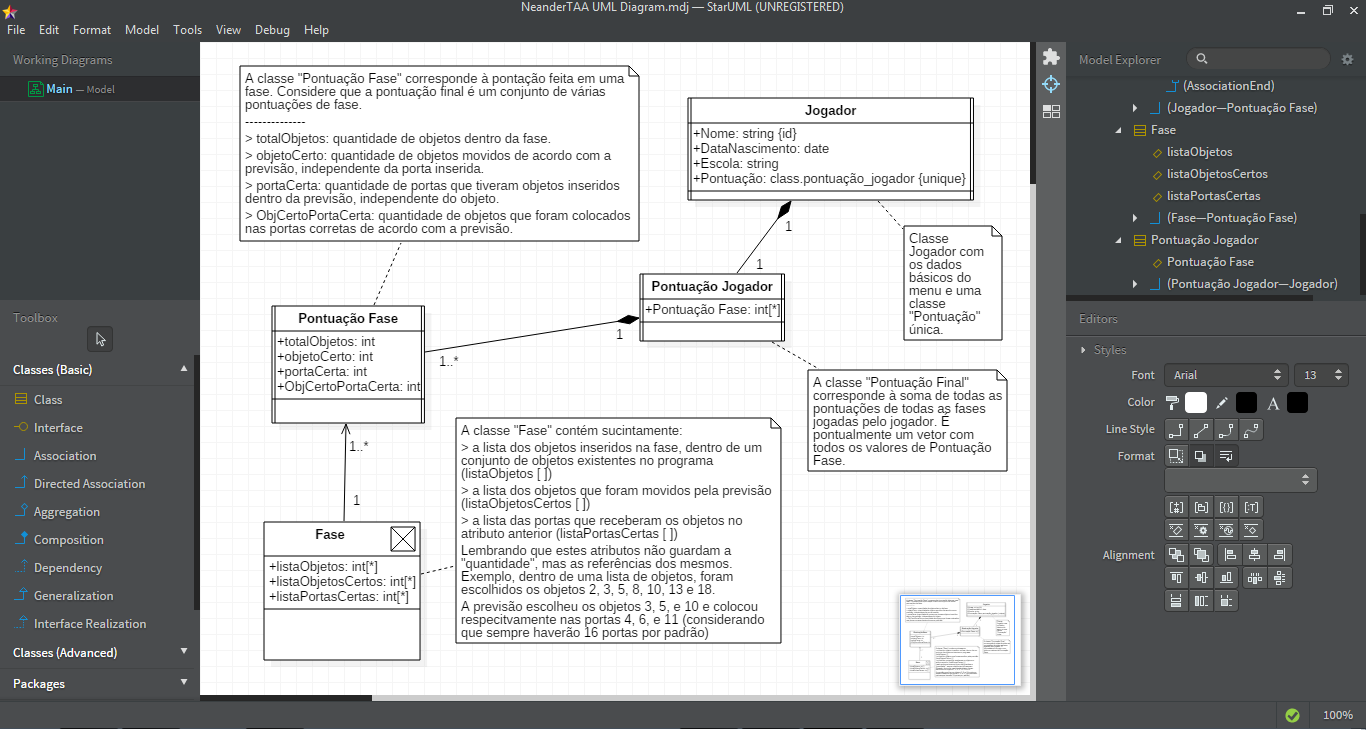 NeanderTAA UML Diagram.mdj — StarUML (UNREGISTERED)
File Edit Format Model Tools View Debug Help
Working Diagrams
Main — Model
Toolbox
Classes (Basic)
Class
Interface
Association
Directed Association
Aggregation
Composition
Dependency
Generalization
Interface Realization
Classes (Advanced)
Packages
A classe "Pontuação Fase" corresponde à pontação feita em uma
fase. Considere que a pontuação final é um conjunto de várias
pontuações de fase.
--------------
> totalObjetos: quantidade de objetos dentro da fase.
> objetoCerto: quantidade de objetos movidos de acordo com a
previsão, independente da porta inserida.
> portaCerta: quantidade de portas que tiveram objetos inseridos
dentro da previsão, independente do objeto.
> ObjCertoPortaCerta: quantidade de objetos que foram colocados
nas portas corretas de acordo com a previsão.
Jogador
+Nome: string {id}
+DataNascimento: date
+Escola: string
+Pontuação: class.pontuação_jogador {unique}
1
1
Classe
Jogador com
os dados
básicos do
menu e uma
classe
"Pontuação"
única.
Pontuação Jogador
+Pontuação Fase: int[*]
1
1..*
Pontuação Fase
+totalObjetos: int
+objetoCerto: int
+portaCerta: int
+ObjCertoPortaCerta: int
A classe "Pontuação Final"
corresponde à soma de todas as
pontuações de todas as fases
jogadas pelo jogador. É
pontualmente um vetor com
todos os valores de Pontuação
Fase.
1..*
1
Fase
+listaObjetos: int[*]
+listaObjetosCertos: int[*]
+listaPortasCertas: int[*]
A classe "Fase" contém sucintamente:
> a lista dos objetos inseridos na fase, dentro de um
conjunto de objetos existentes no programa
(listaObjetos [ ])
> a lista dos objetos que foram movidos pela previsão
(listaObjetosCertos [ ])
> a lista das portas que receberam os objetos no
atributo anterior (listaPortasCertas [ ])
Lembrando que estes atributos não guardam a
"quantidade", mas as referências dos mesmos.
Exemplo, dentro de uma lista de objetos, foram
escolhidos os objetos 2, 3, 5, 8, 10, 13 e 18.
A previsão escolheu os objetos 3, 5, e 10 e colocou
respecitvamente nas portas 4, 6, e 11 (considerando
que sempre haverão 16 portas por padrão)
Model Explorer
(AssociationEnd)
(Jogador—Pontuação Fase)
Fase
listaObjetos
listaObjetosCertos
listaPortasCertas
(Fase—Pontuação Fase)
Pontuação Jogador
Pontuação Fase
(Pontuação Jogador—Jogador)
Editors
Styles
Font Arial 13
Color A
Line Style
Format
Alignment
100%